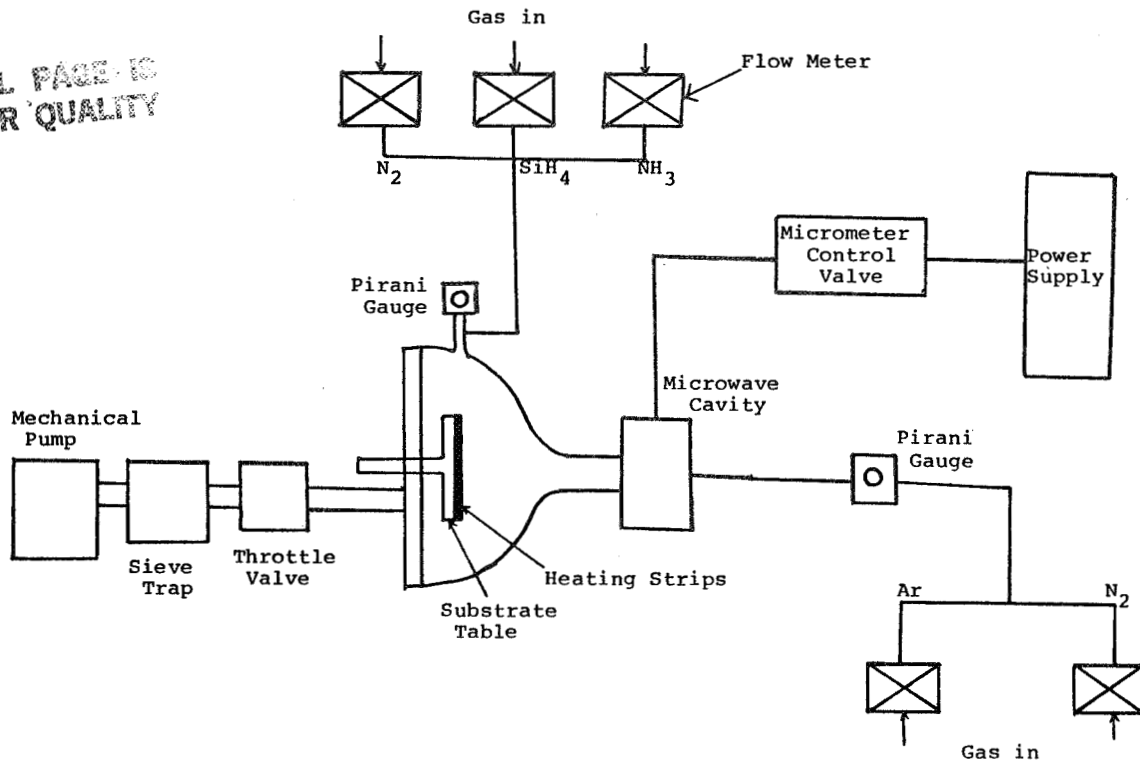 Gas in
L PAGE IS
R QUALITY
Flow Meter
N2
SiH4
NH3
Micrometer
Control
Valve
Power
Supply
Pirani
Gauge
Microwave
Cavity
Mechanical
Pump
Pirani
Gauge
Sieve
Trap
Throttle
Valve
Heating Strips
Substrate
Table
Ar
N2
Gas in